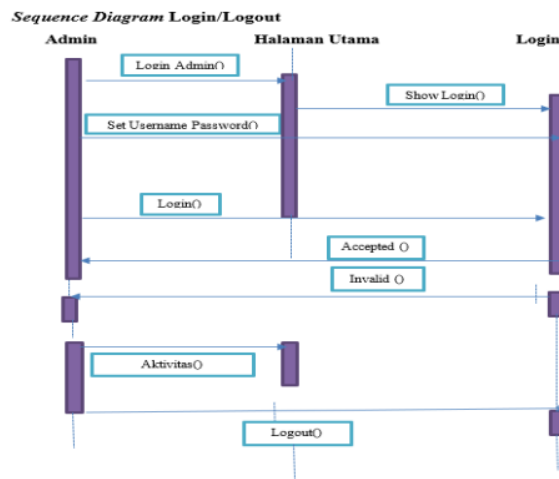 Sequence Diagram Login/Logout
Admin Halaman Utama Login
Login Admin()
Show Login()
Set Username Password()
Login()
Accepted ()
Invalid ()
Aktivitas()
Logout()